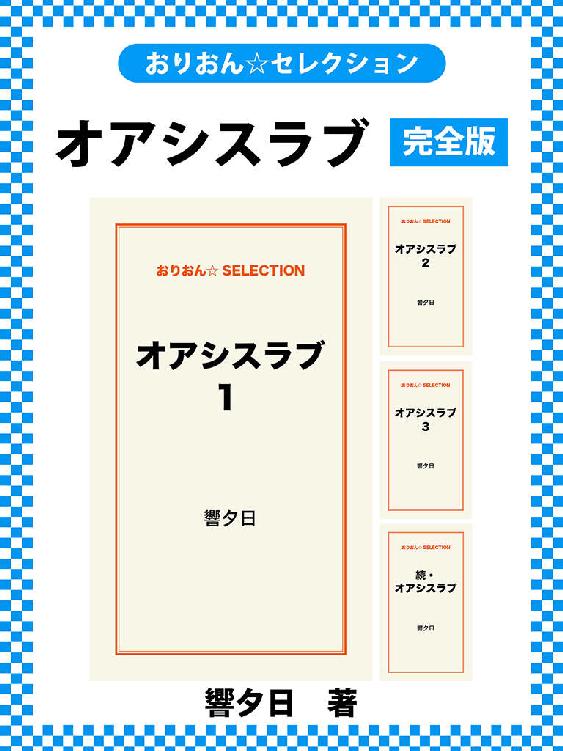 おりおん☆セレクション
オアシスラブ 完全版
おりおん☆ SELECTION
オアシスラブ
1
響夕日
おりおん☆ SELECTION
オアシスラブ
2
響夕日
おりおん☆ SELECTION
オアシスラブ
3
響夕日
おりおん☆ SELECTION
続・
オアシスラブ
響夕日
響夕日 著